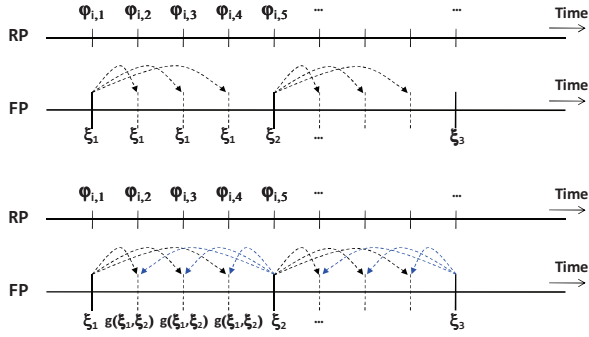 φi,1 φi,2 φi,3 φi,4 φi,5 ... ... Time
RP
Time
FP
ξ1 ξ1 ξ1 ξ1 ξ2 ... ξ3
φi,1 φi,2 φi,3 φi,4 φi,5 ... ... Time
RP
Time
FP
ξ1 g(ξ1,ξ2) g(ξ1,ξ2) g(ξ1,ξ2) ξ2 ... ξ3